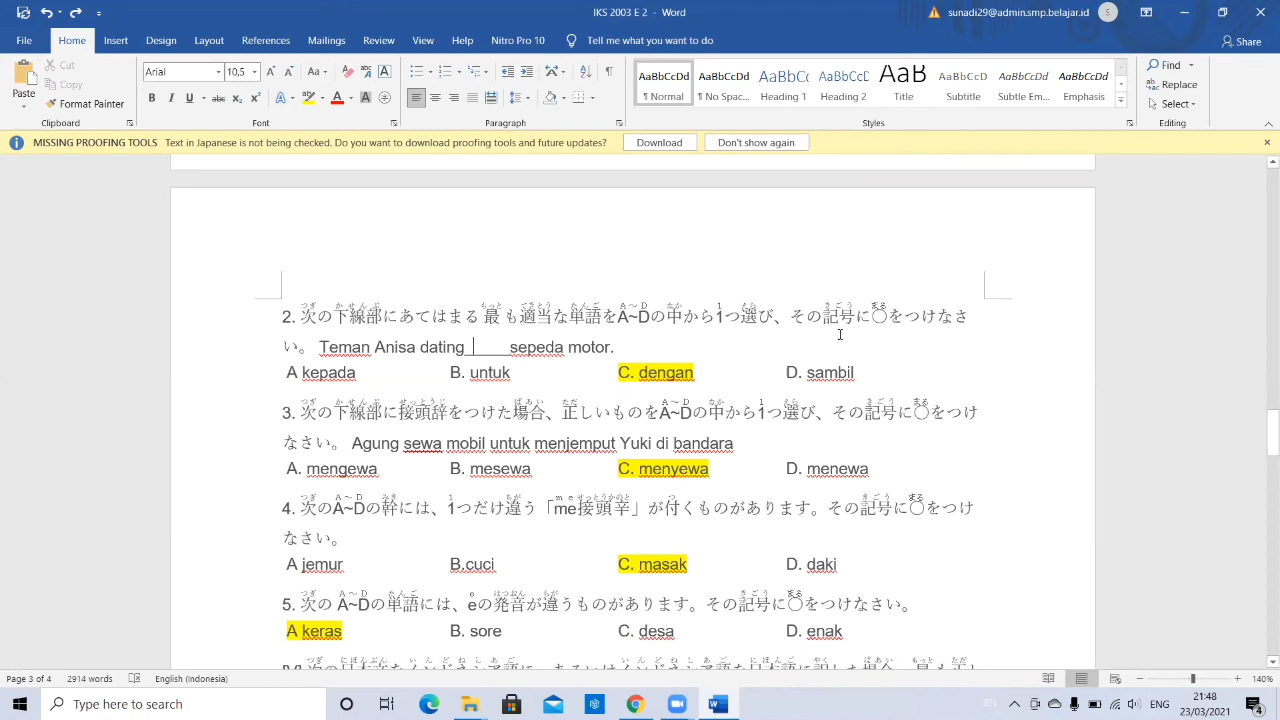 IKS 2003 E 2 - Word
sunadi29@admin.smp.belajar.id
File Home Insert Design Layout References Mailings Review View Help Nitro Pro 10 Tell me what you want to do Share
Paste Cut Copy Format Painter
Arial 10,5
Find Replace Select
AaBbCcDd AaBbCcDd AaBbCc AaBbCcD AaB AaBbCcD AaBbCcDd AaBbCcDd
¶ Normal ¶ No Spac... Heading 1 Heading 2 Title Subtitle Subtle Em... Emphasis
Clipboard Font Paragraph Styles Editing
MISSING PROOFING TOOLS Text in Japanese is not being checked. Do you want to download proofing tools and future updates? Download Don't show again
2. 次の下線部にあてはまる最も適当な単語をA~Dの中から1つ選び、その記号に〇をつけなさ
い。 Teman Anisa dating ____ sepeda motor.
A kepada B. untuk C. dengan D. sambil
3. 次の下線部に接頭辞をつけた場合、正しいものをA~Dの中から1つ選び、その記号に〇をつけ
なさい。 Agung sewa mobil untuk menjemput Yuki di bandara
A. mengewa B. mesewa C. menyewa D. menewa
4. 次のA~Dの幹には、1つだけ違う「me接頭辛」が付くものがあります。その記号に〇をつけ
なさい。
A jemur B.cuci C. masak D. daki
5. 次の A~Dの単語には、eの発音が違うものがあります。その記号に〇をつけなさい。
A keras B. sore C. desa D. enak
Page 3 of 4 2914 words English (Indonesia) 140%
Type here to search
21:48
23/03/2021
4